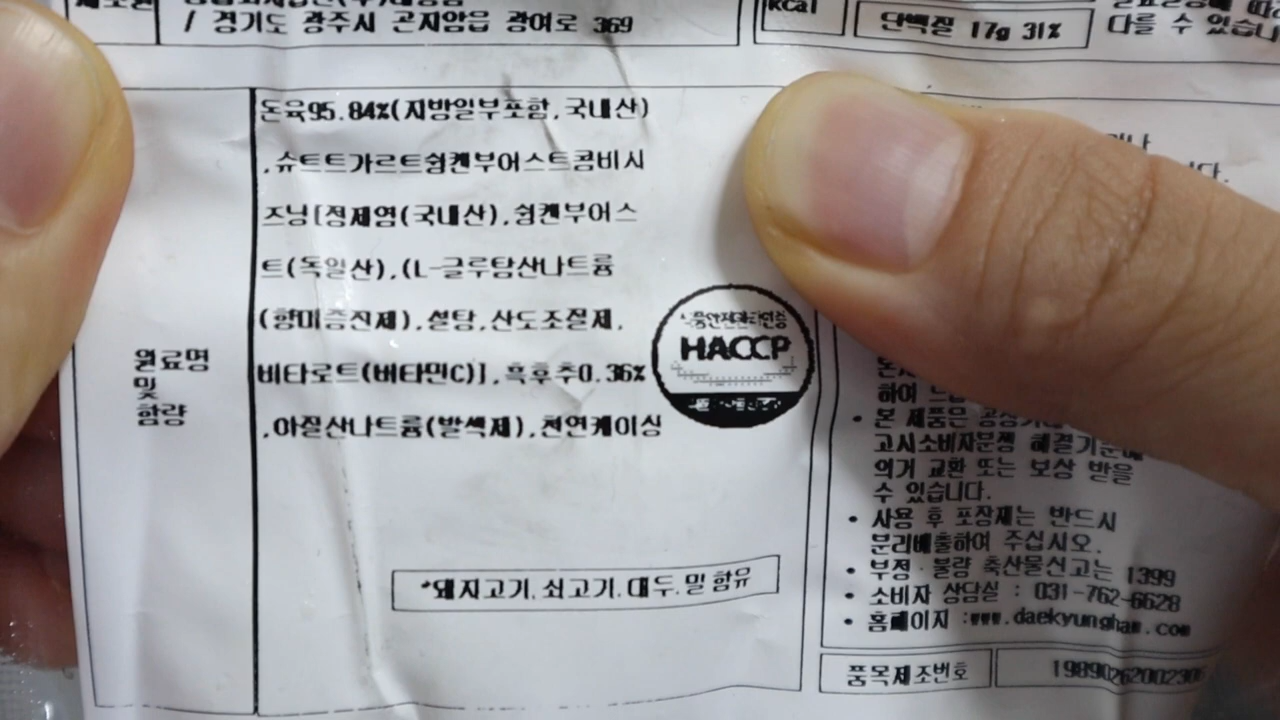 / 경기도 광주시 곤지암읍 광여로 369
kcal
단백질 17g 31%
다를 수 있습니
돈육95.84%(지방일부포함,국내산)
,슈트트가르트쉼켄부어스트콤비시
즈닝[정제염(국내산),쉼켄부어스
트(독일산),(L-글루탐산나트륨
(향미증진제),설탕,산도조절제,
비타로트(비타민C)],흑후추0.36%
,아질산나트륨(발색제),천연케이싱
원료명
및
함량
HACCP
*돼지고기,쇠고기,대두,밀 함유
하여
• 본 제품은
고시소비자분쟁 해결기준에
의거 교환 또는 보상 받을
수 있습니다.
• 사용 후 포장재는 반드시
분리배출하여 주십시오.
• 부정·불량 축산물신고는 1399
• 소비자 상담실 : 031-762-6628
• 홈페이지 :www.daekyungham.com
품목제조번호